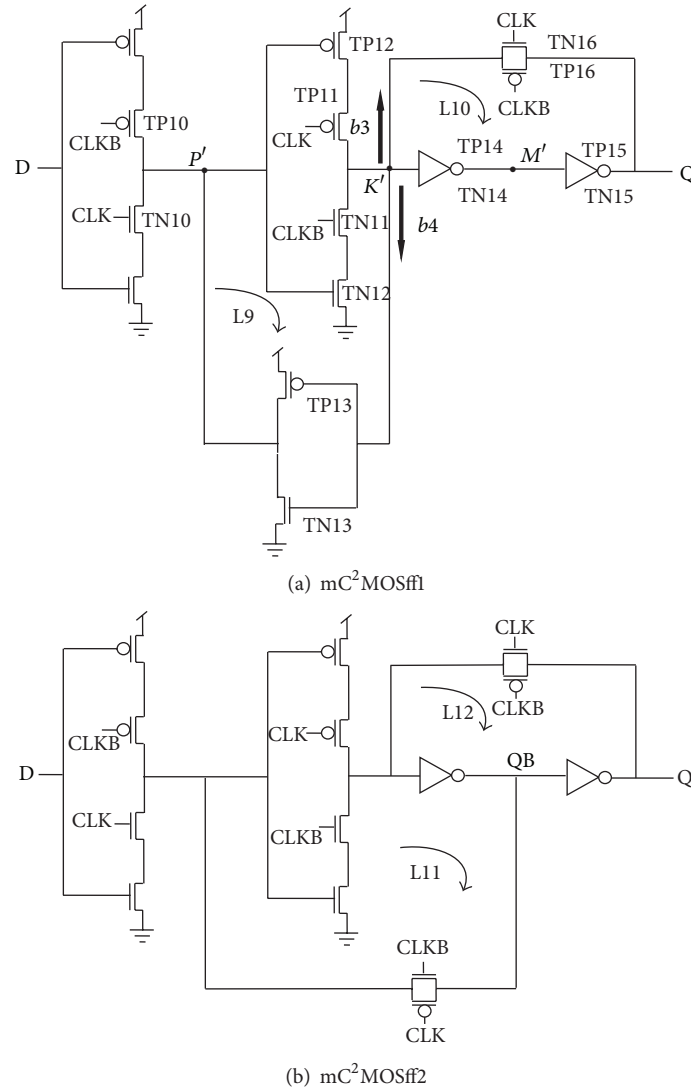 CLK
TN16
TP12
TP16
TP11
L10
CLKB
TP10
b3
CLK
TP14
M′
TP15
CLKB
D
P′
K′
Q
TN14
TN15
CLK
TN10
TN11
CLKB
b4
TN12
L9
TP13
TN13
(a) mC²MOSff1
CLK
CLKB
L12
CLKB
CLK
D
QB
Q
CLK
CLKB
L11
CLKB
CLK
(b) mC²MOSff2